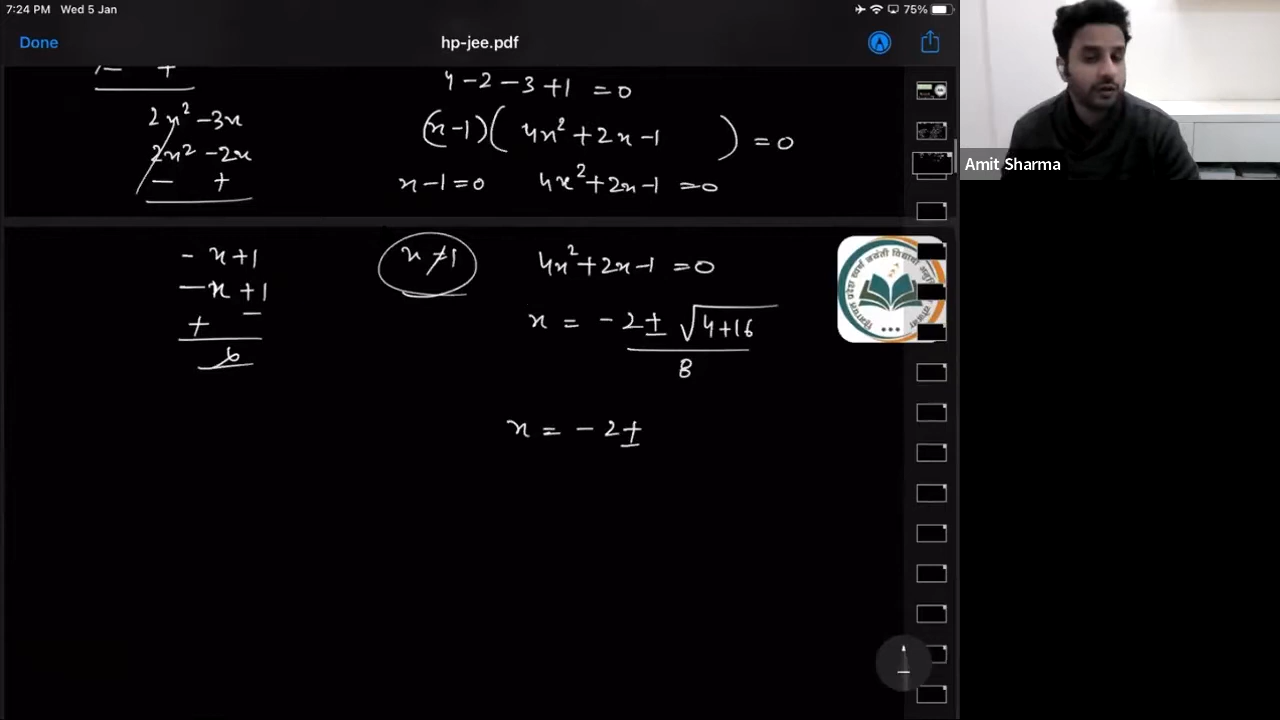 7:24 PM Wed 5 Jan
75%
Done
hp-jee.pdf
Amit Sharma
— +
4 - 2 - 3 + 1 = 0
2x² - 3x
(x-1)( 4x² + 2x - 1 ) = 0
2x² - 2x
— +
x - 1 = 0 4x² + 2x - 1 = 0
- x + 1
x ≠ 1
4x² + 2x - 1 = 0
- x + 1
+ -
x = - 2 ± √4+16
0
8
x = - 2 ±